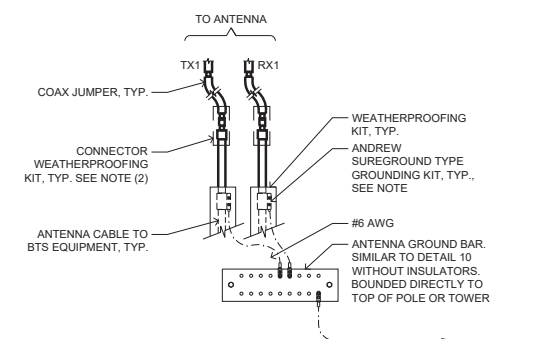 TO ANTENNA
TX1
RX1
COAX JUMPER, TYP.
CONNECTOR
WEATHERPROOFING
KIT, TYP. SEE NOTE (2)
ANTENNA CABLE TO
BTS EQUIPMENT, TYP.
WEATHERPROOFING
KIT, TYP.
ANDREW
SUREGROUND TYPE
GROUNDING KIT, TYP.,
SEE NOTE
#6 AWG
ANTENNA GROUND BAR.
SIMILAR TO DETAIL 10
WITHOUT INSULATORS.
BOUNDED DIRECTLY TO
TOP OF POLE OR TOWER